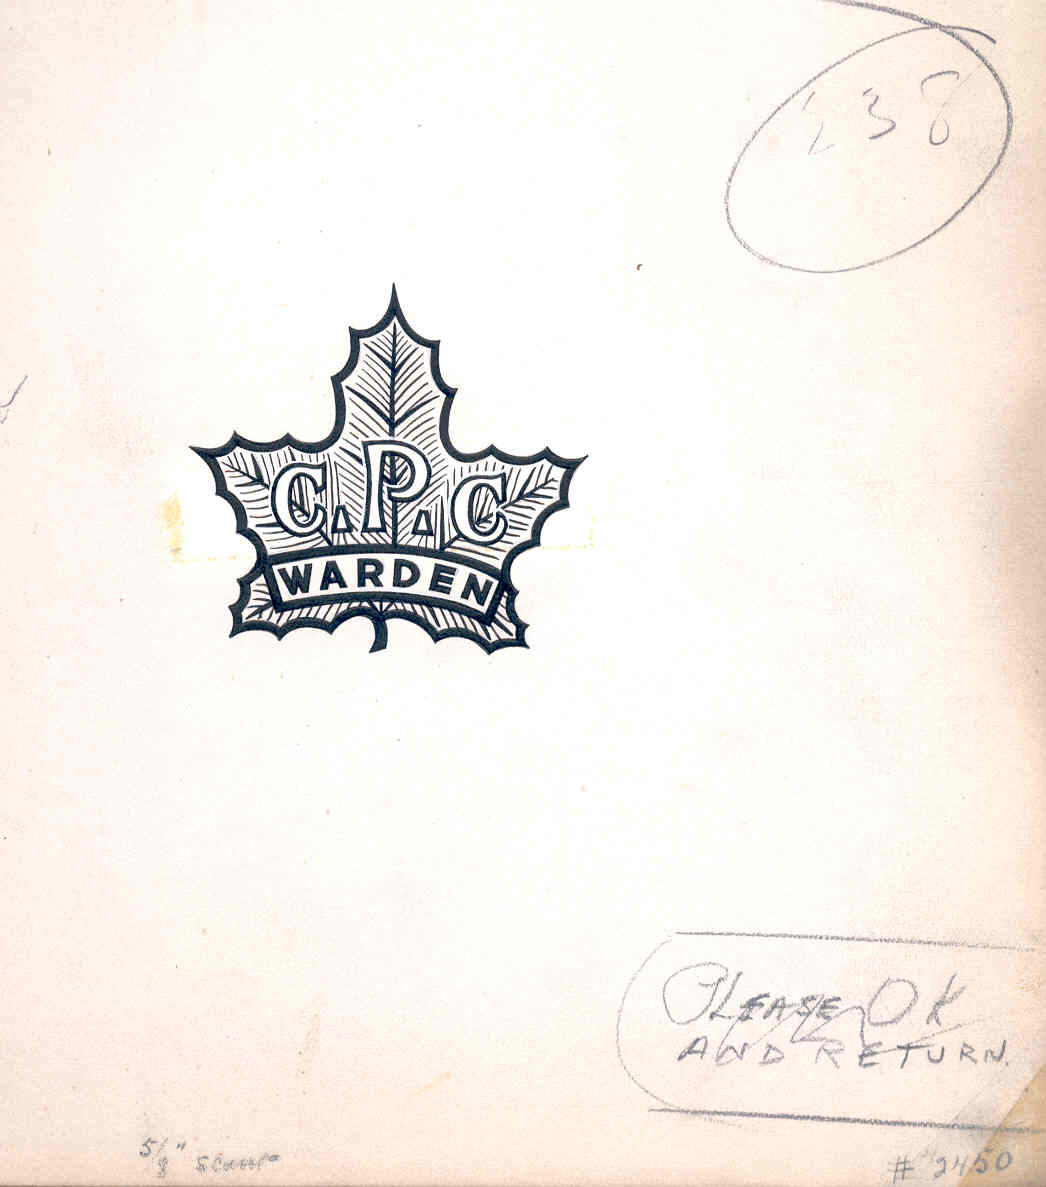 238
C.P.C
WARDEN
PLEASE OK
AND RETURN.
5/8"
# 2450